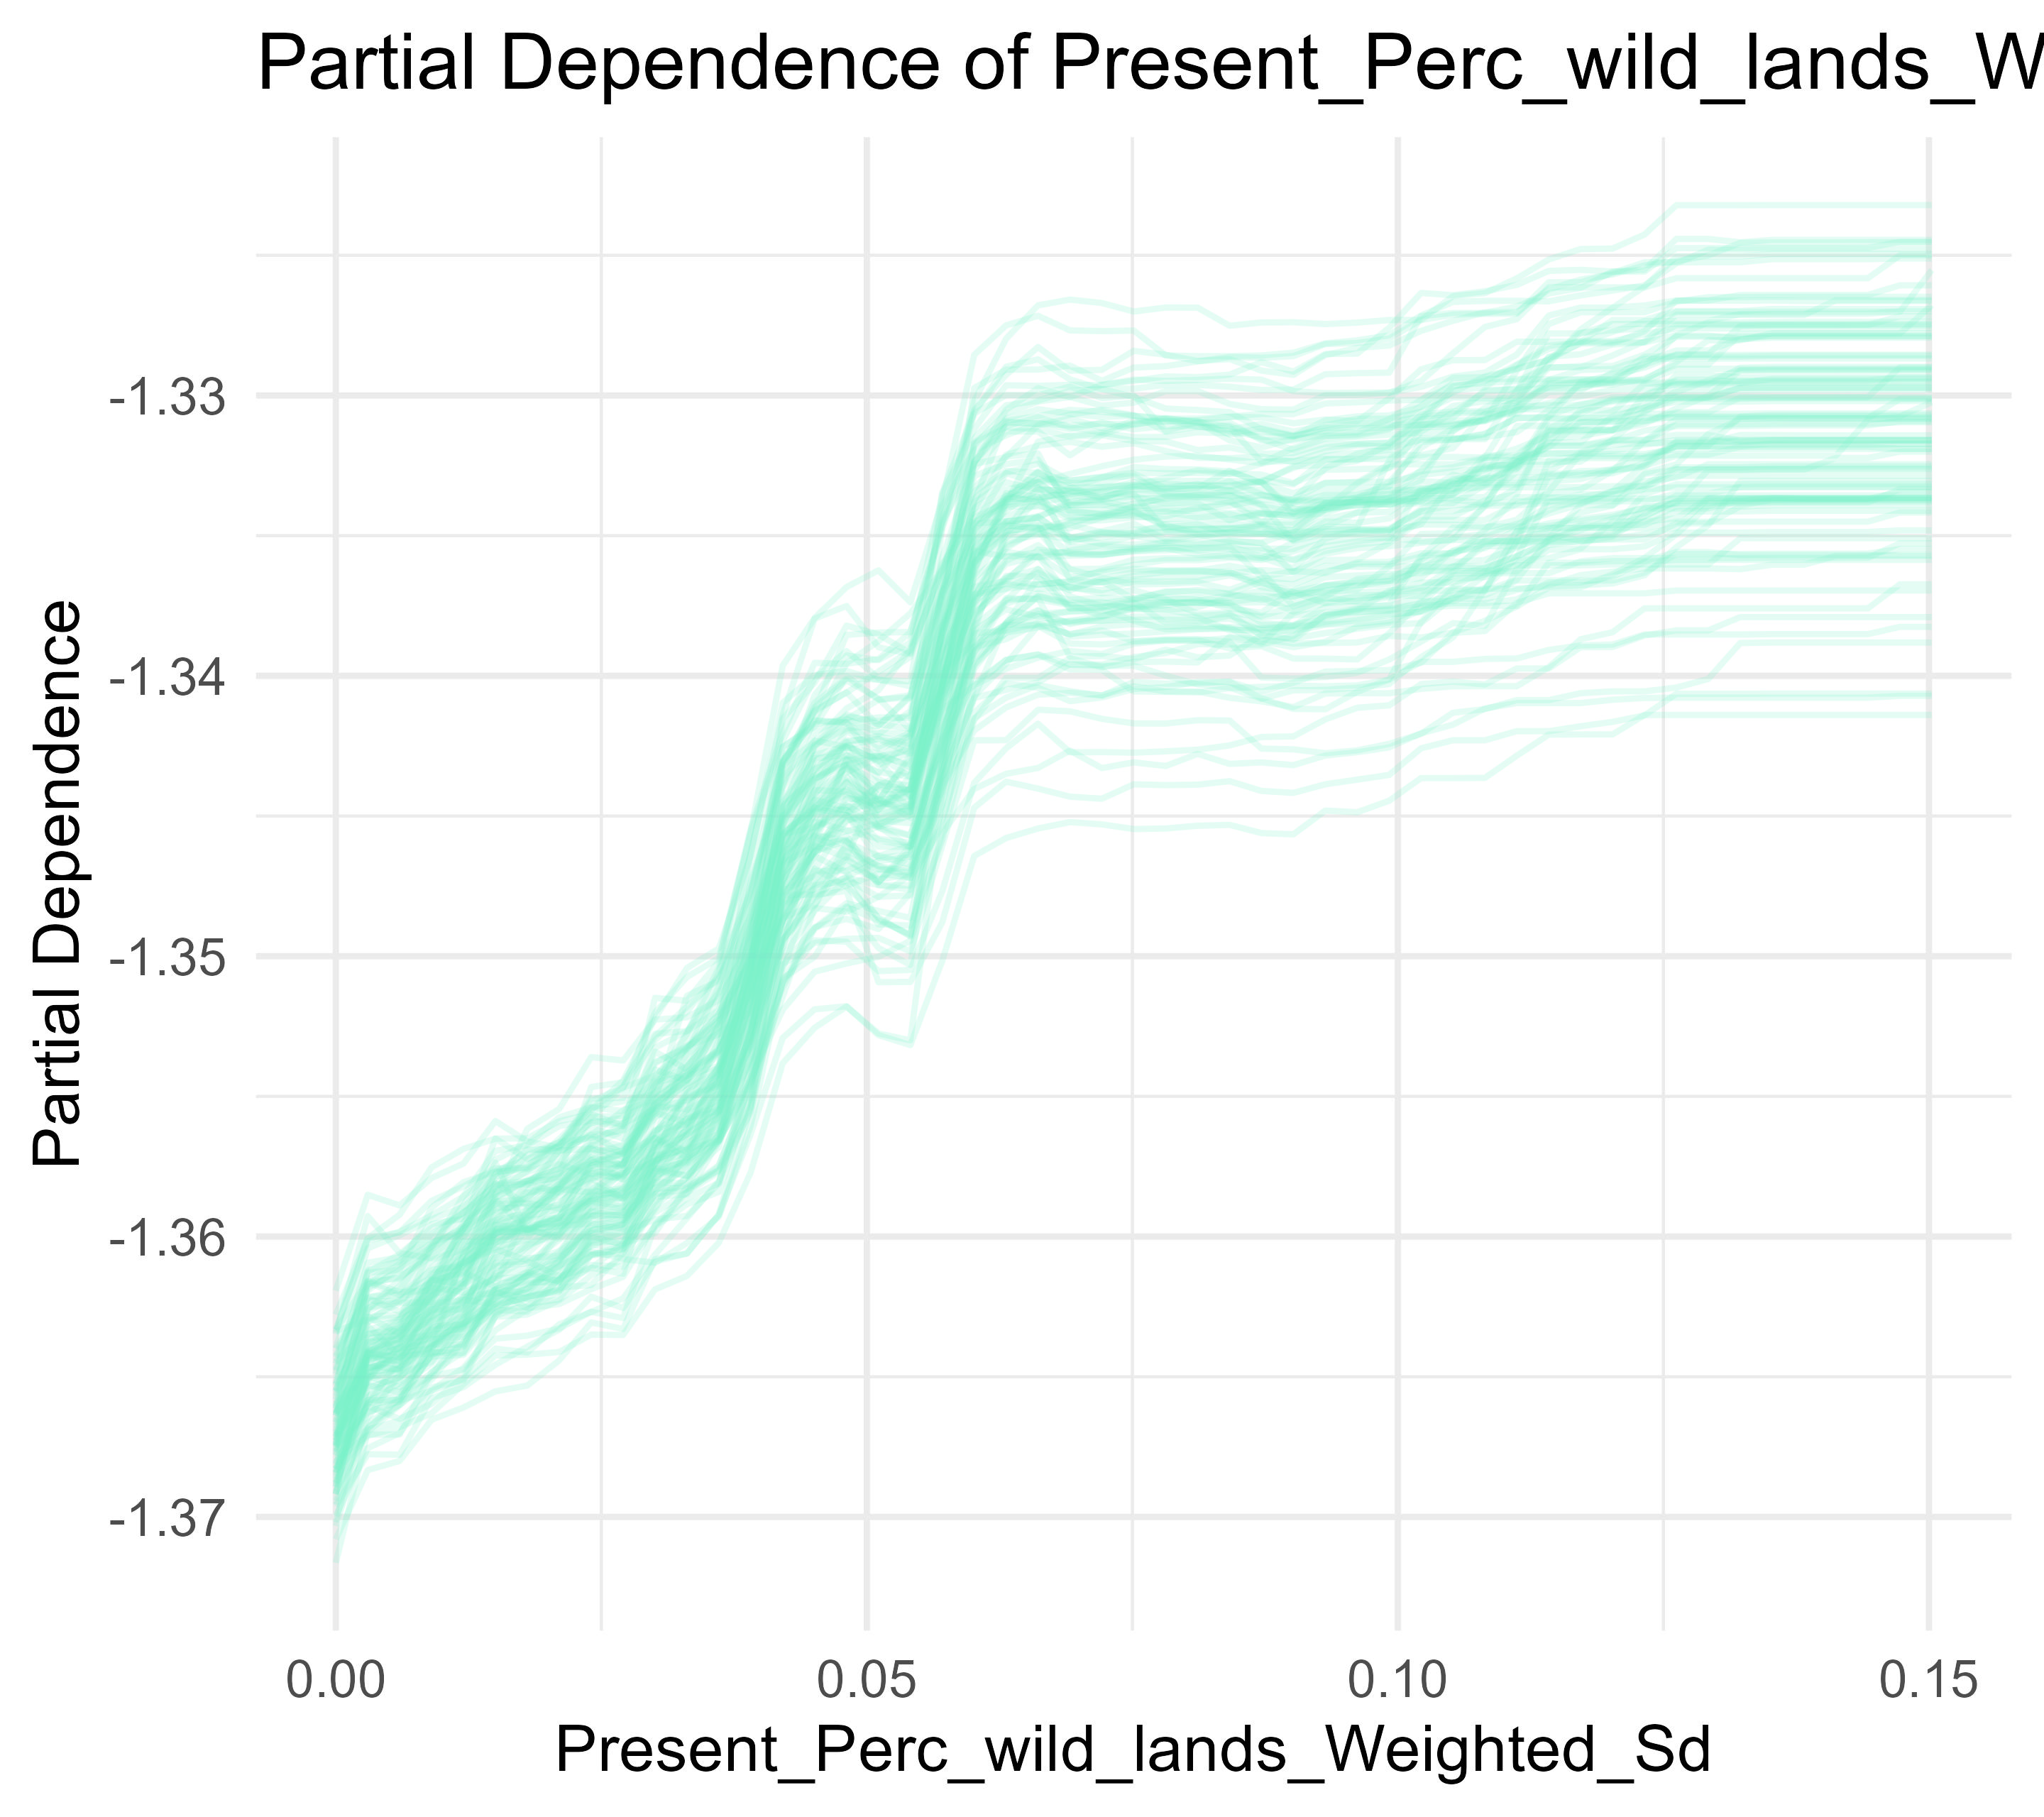 Partial Dependence of Present_Perc_wild_lands_W
Partial Dependence
-1.33
-1.34
-1.35
-1.36
-1.37
0.00 0.05 0.10 0.15
Present_Perc_wild_lands_Weighted_Sd